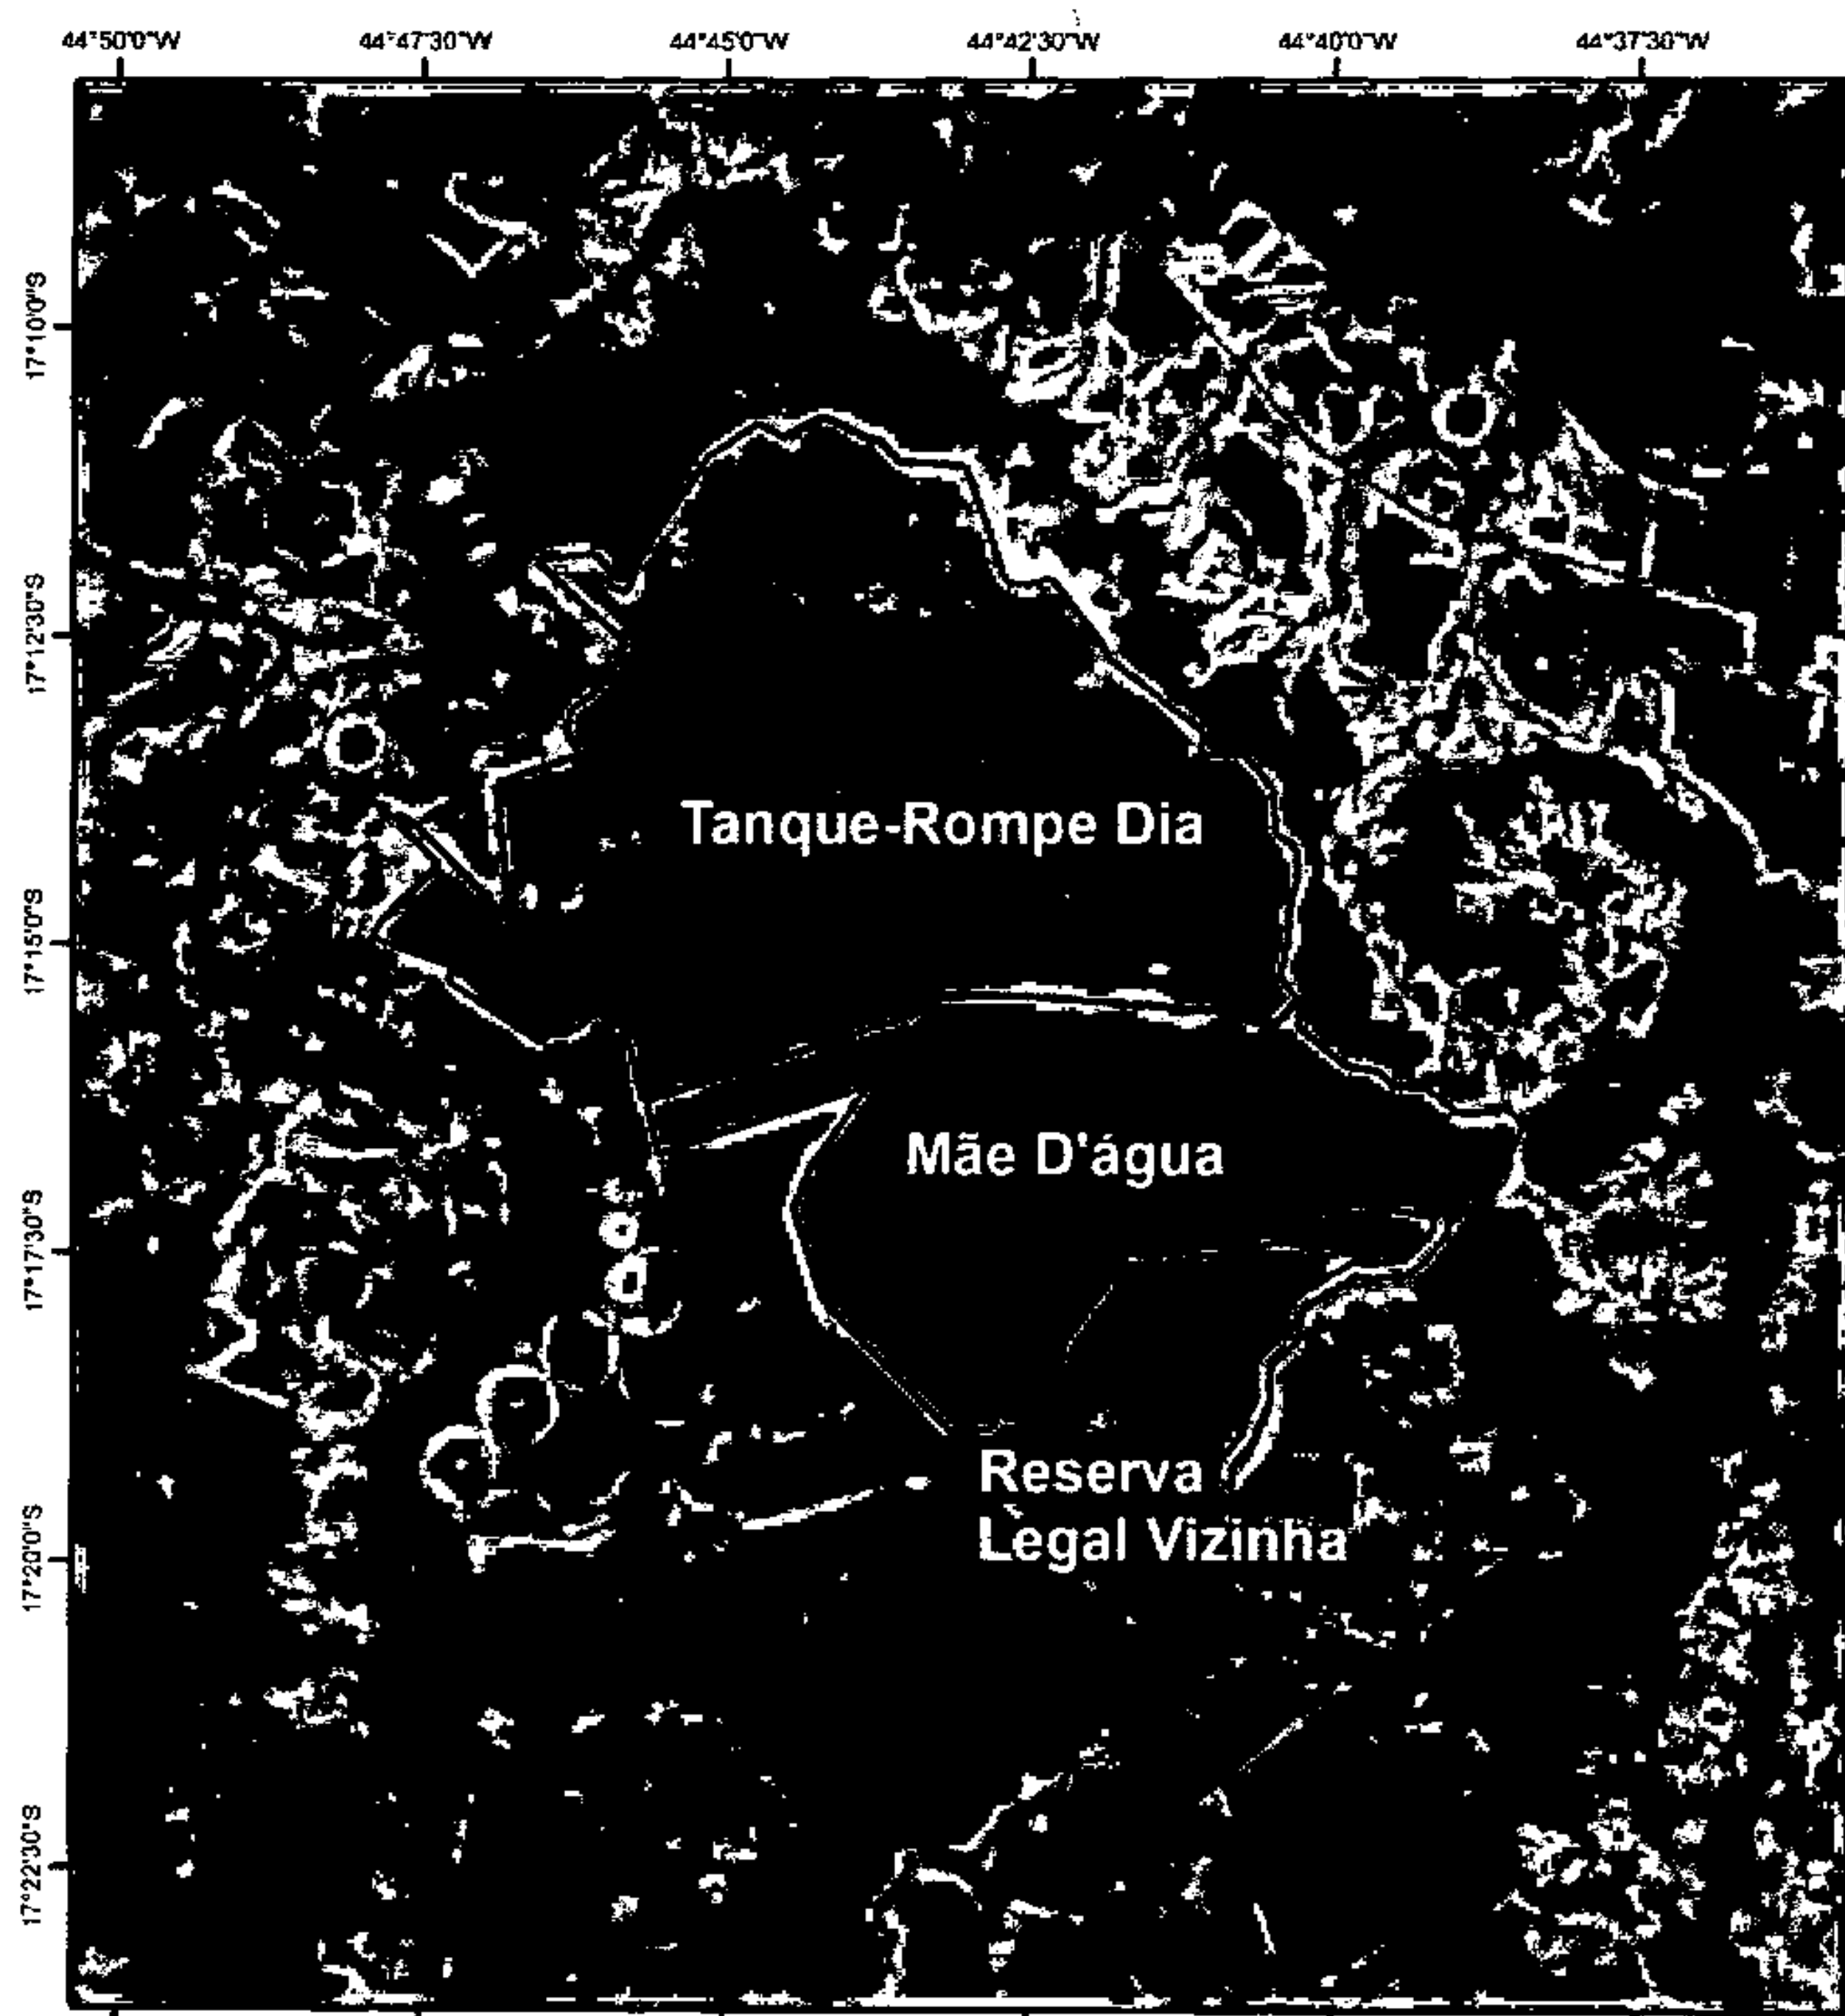 44°50'0"W 44°47'30"W 44°45'0"W 44°42'30"W 44°40'0"W 44°37'30"W
17°10'0"S
17°12'30"S
Tanque-Rompe Dia
17°15'0"S
Mãe D'água
17°17'30"S
Reserva
Legal Vizinha
17°20'0"S
17°22'30"S